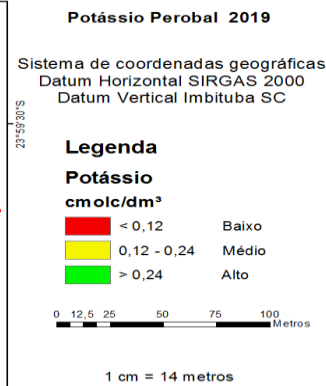 Potássio Perobal 2019
Sistema de coordenadas geográficas
Datum Horizontal SIRGAS 2000
Datum Vertical Imbituba SC
23°59'30"S
Legenda
Potássio
cmolc/dm³
< 0,12 Baixo
0,12 - 0,24 Médio
> 0,24 Alto
0 12,5 25 50 75 100
Metros
1 cm = 14 metros